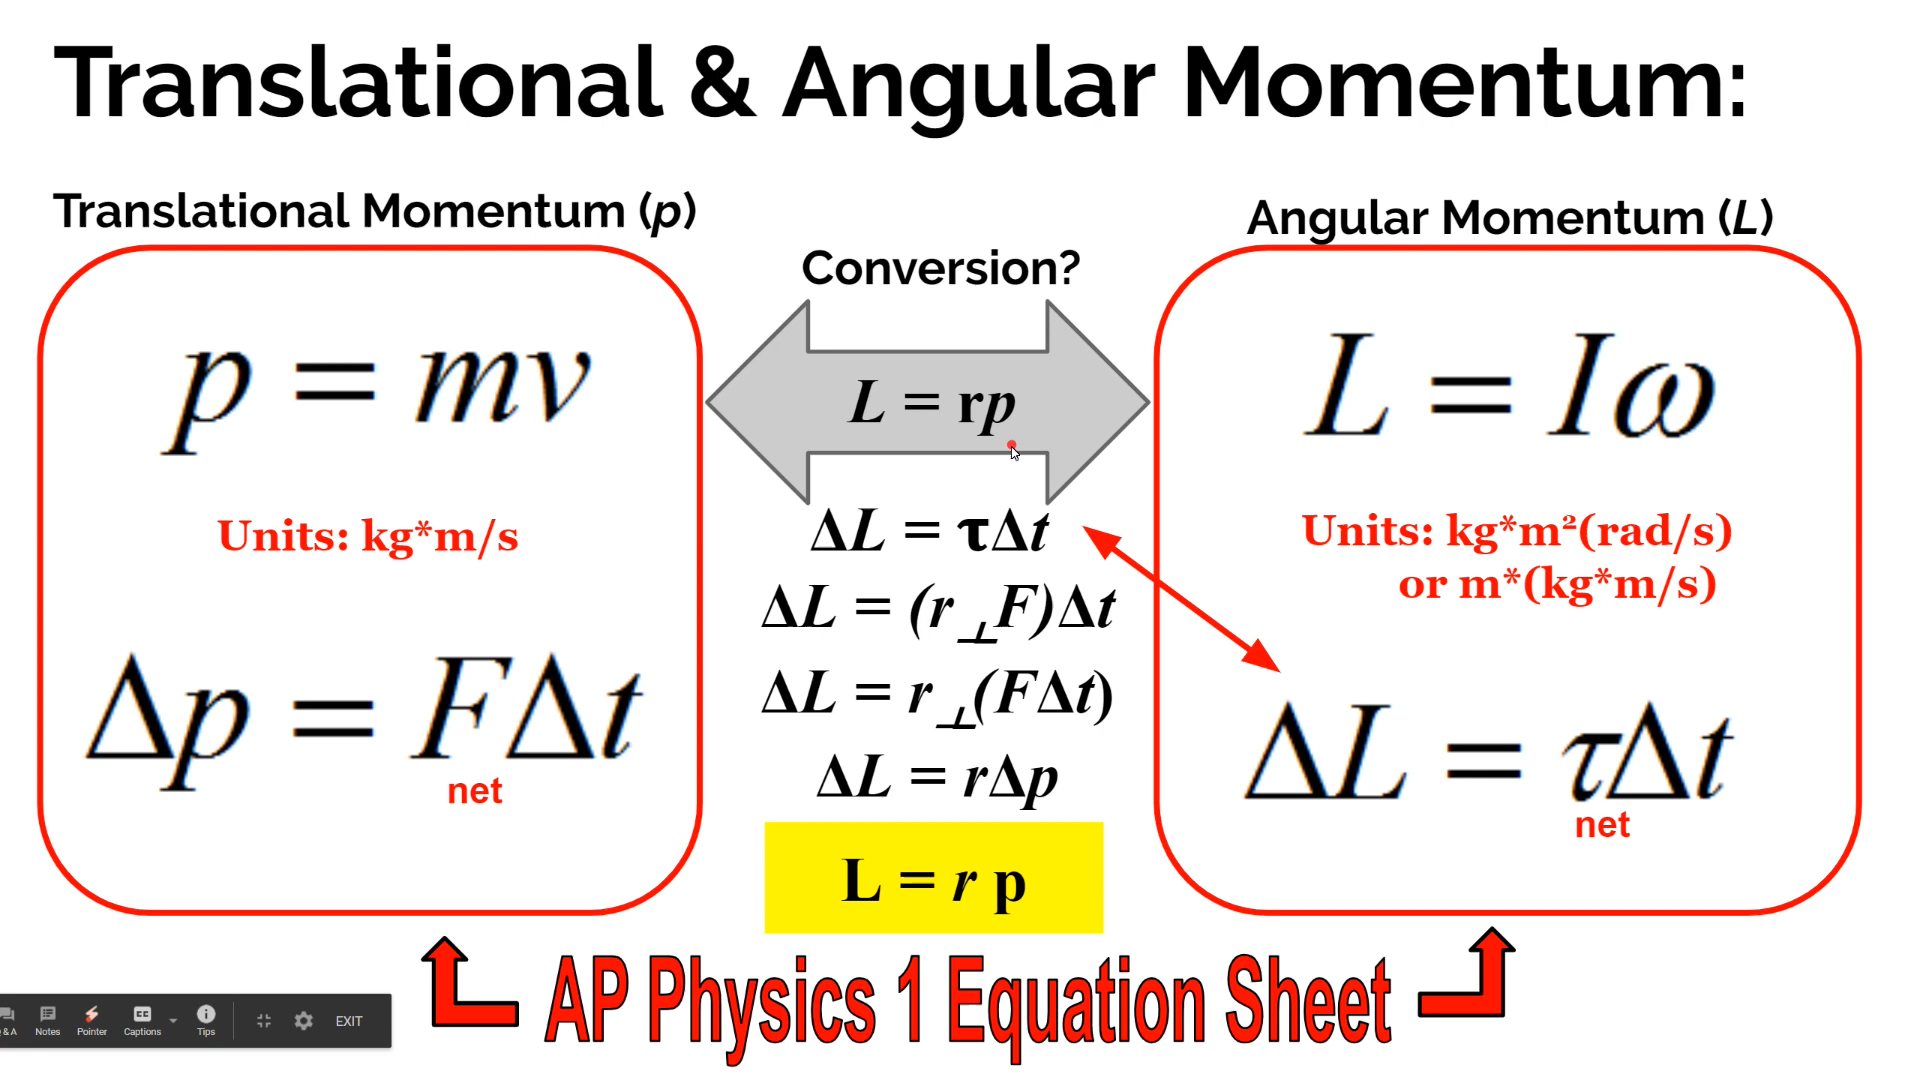 Translational & Angular Momentum:
Translational Momentum (p)
p = mv
Units: kg*m/s
Δp = FΔt
net
Conversion?
L = rp
ΔL = τΔt
ΔL = (r⊥F)Δt
ΔL = r⊥(FΔt)
ΔL = rΔp
L = r p
Angular Momentum (L)
L = Iω
Units: kg*m²(rad/s)
or m*(kg*m/s)
ΔL = τΔt
net
AP Physics 1 Equation Sheet
Q & A Notes Pointer CC Captions Tips EXIT